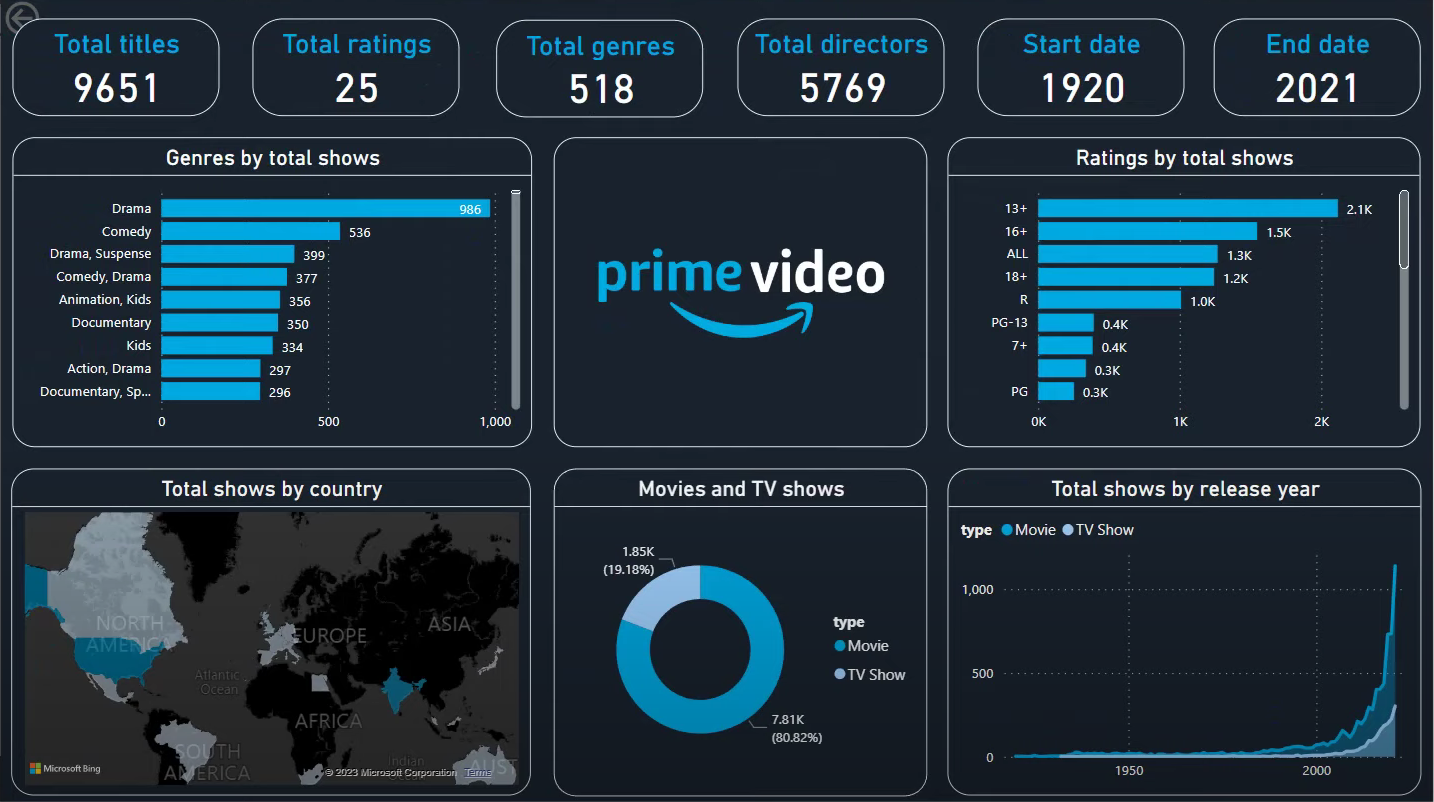 Total titles
9651
Total ratings
25
Total genres
518
Total directors
5769
Start date
1920
End date
2021
Genres by total shows
Drama 986
Comedy 536
Drama, Suspense 399
Comedy, Drama 377
Animation, Kids 356
Documentary 350
Kids 334
Action, Drama 297
Documentary, Sp... 296
0 500 1,000
prime video
Ratings by total shows
13+ 2.1K
16+ 1.5K
ALL 1.3K
18+ 1.2K
R 1.0K
PG-13 0.4K
7+ 0.4K
0.3K
PG 0.3K
0K 1K 2K
Total shows by country
NORTH
AMERICA
EUROPE
ASIA
Atlantic
Ocean
AFRICA
SOUTH
AMERICA
Indian
AUST
Microsoft Bing
© 2023 Microsoft Corporation Terms
Movies and TV shows
1.85K
(19.18%)
type
Movie
TV Show
7.81K
(80.82%)
Total shows by release year
type Movie TV Show
1,000
500
0
1950 2000